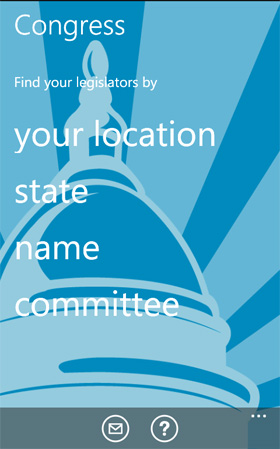 Congress
Find your legislators by
your location
state
name
committee
?
...